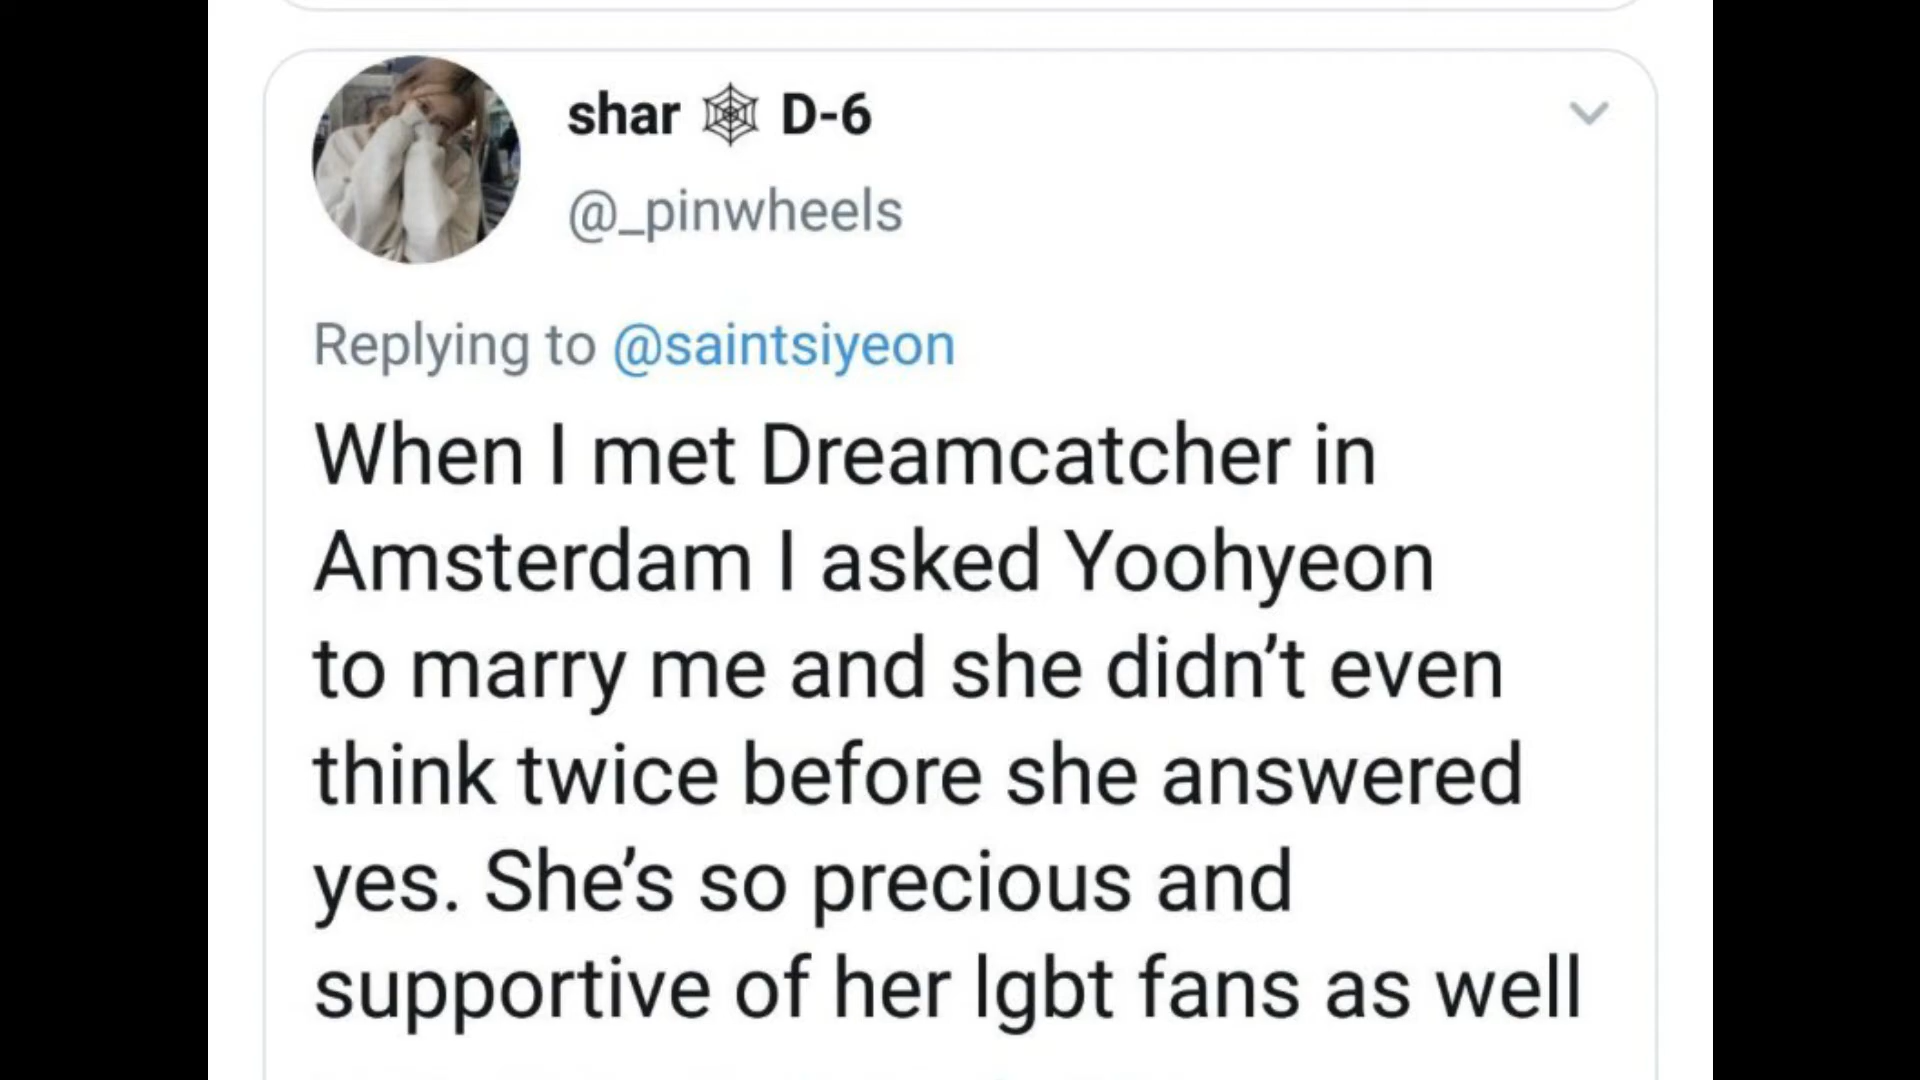 shar 🕸 D-6
@_pinwheels
Replying to @saintsiyeon
When I met Dreamcatcher in
Amsterdam I asked Yoohyeon
to marry me and she didn’t even
think twice before she answered
yes. She’s so precious and
supportive of her lgbt fans as well